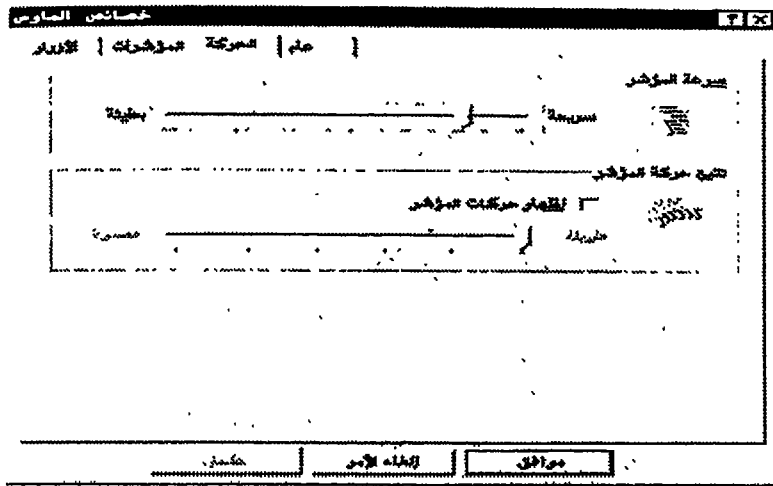 خصائص الماوس
الأزرار المؤشرات الحركة عام
سرعة المؤشر
بطيئة سريعة
تتبع حركة المؤشر
إظهار حركات المؤشر
قصيرة طويلة
موافق إلغاء الأمر